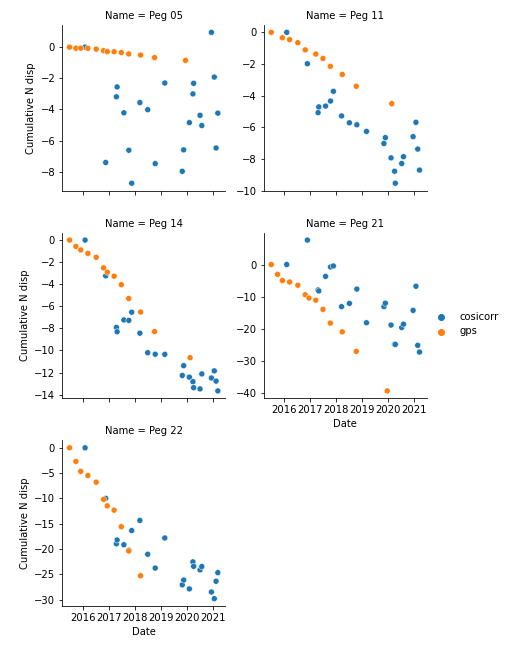 Name = Peg 05
Cumulative N disp
0
−2
−4
−6
−8
Name = Peg 11
0
−2
−4
−6
−8
−10
Name = Peg 14
Cumulative N disp
0
−2
−4
−6
−8
−10
−12
−14
Name = Peg 21
10
0
−10
−20
−30
−40
2016 2017 2018 2019 2020 2021
Date
cosicorr
gps
Name = Peg 22
Cumulative N disp
0
−5
−10
−15
−20
−25
−30
2016 2017 2018 2019 2020 2021
Date